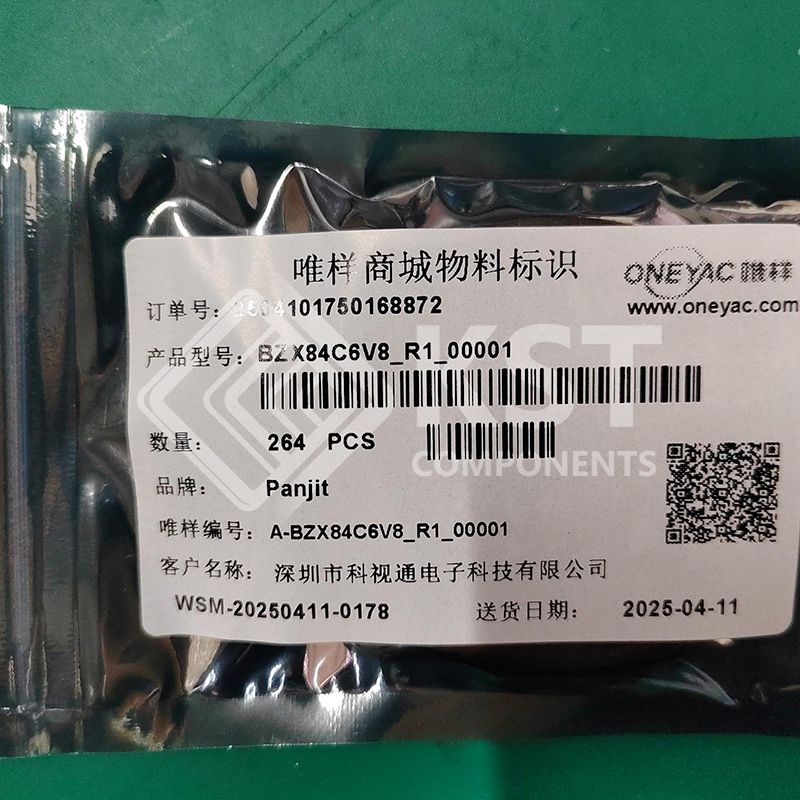 唯样商城物料标识
ONEYAC 唯样
www.oneyac.com
订单号: 2504101750168872
产品型号: BZX84C6V8_R1_00001
数量: 264 PCS
品牌: Panjit
唯样编号: A-BZX84C6V8_R1_00001
客户名称: 深圳市科视通电子科技有限公司
WSM-20250411-0178 送货日期: 2025-04-11
KST
COMPONENTS